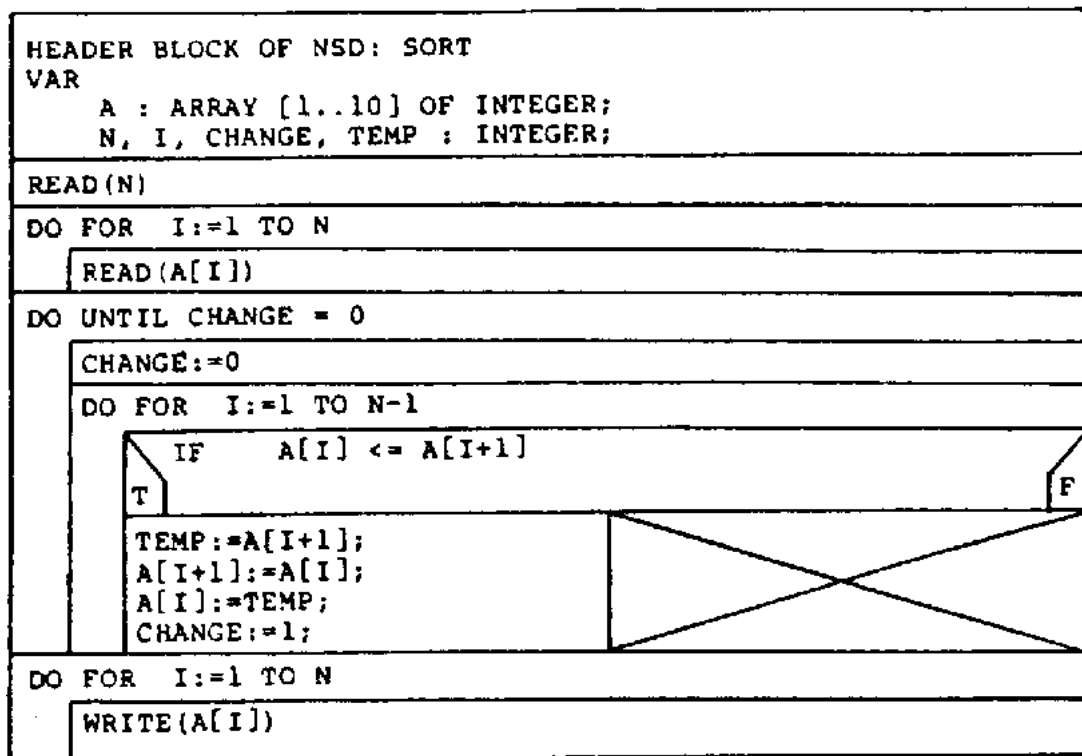 HEADER BLOCK OF NSD: SORT
VAR
A : ARRAY [1..10] OF INTEGER;
N, I, CHANGE, TEMP : INTEGER;
READ(N)
DO FOR I:=1 TO N
READ(A[I])
DO UNTIL CHANGE = 0
CHANGE:=0
DO FOR I:=1 TO N-1
IF A[I] <= A[I+1]
T F
TEMP:=A[I+1];
A[I+1]:=A[I];
A[I]:=TEMP;
CHANGE:=1;
DO FOR I:=1 TO N
WRITE(A[I])